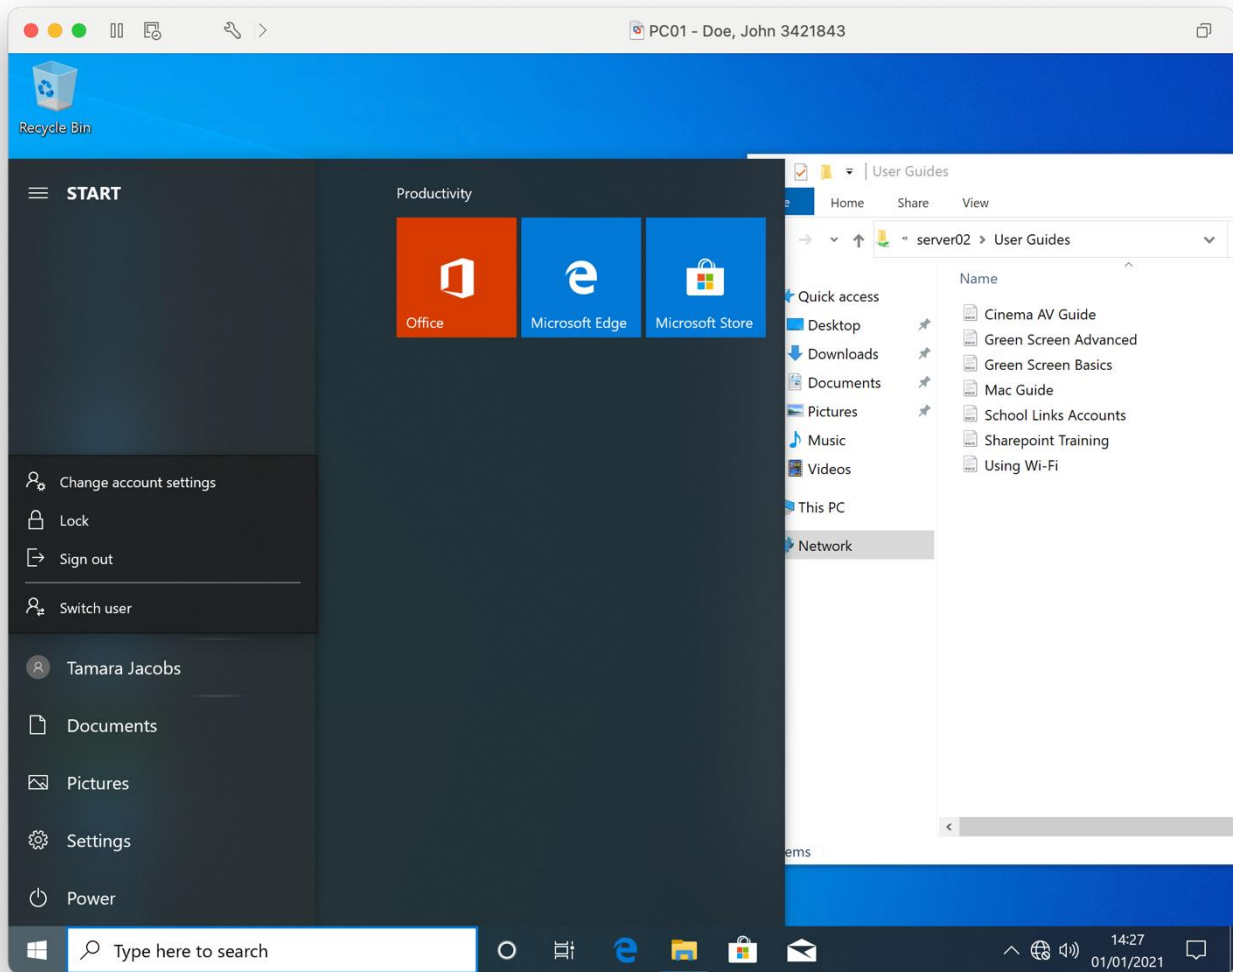 PC01 - Doe, John 3421843
Recycle Bin
START
Productivity
Office
Microsoft Edge
Microsoft Store
Change account settings
Lock
Sign out
Switch user
Tamara Jacobs
Documents
Pictures
Settings
Power
Type here to search
User Guides
Home Share View
« server02 > User Guides
Quick access
Desktop
Downloads
Documents
Pictures
Music
Videos
This PC
Network
Name
Cinema AV Guide
Green Screen Advanced
Green Screen Basics
Mac Guide
School Links Accounts
Sharepoint Training
Using Wi-Fi
14:27
01/01/2021